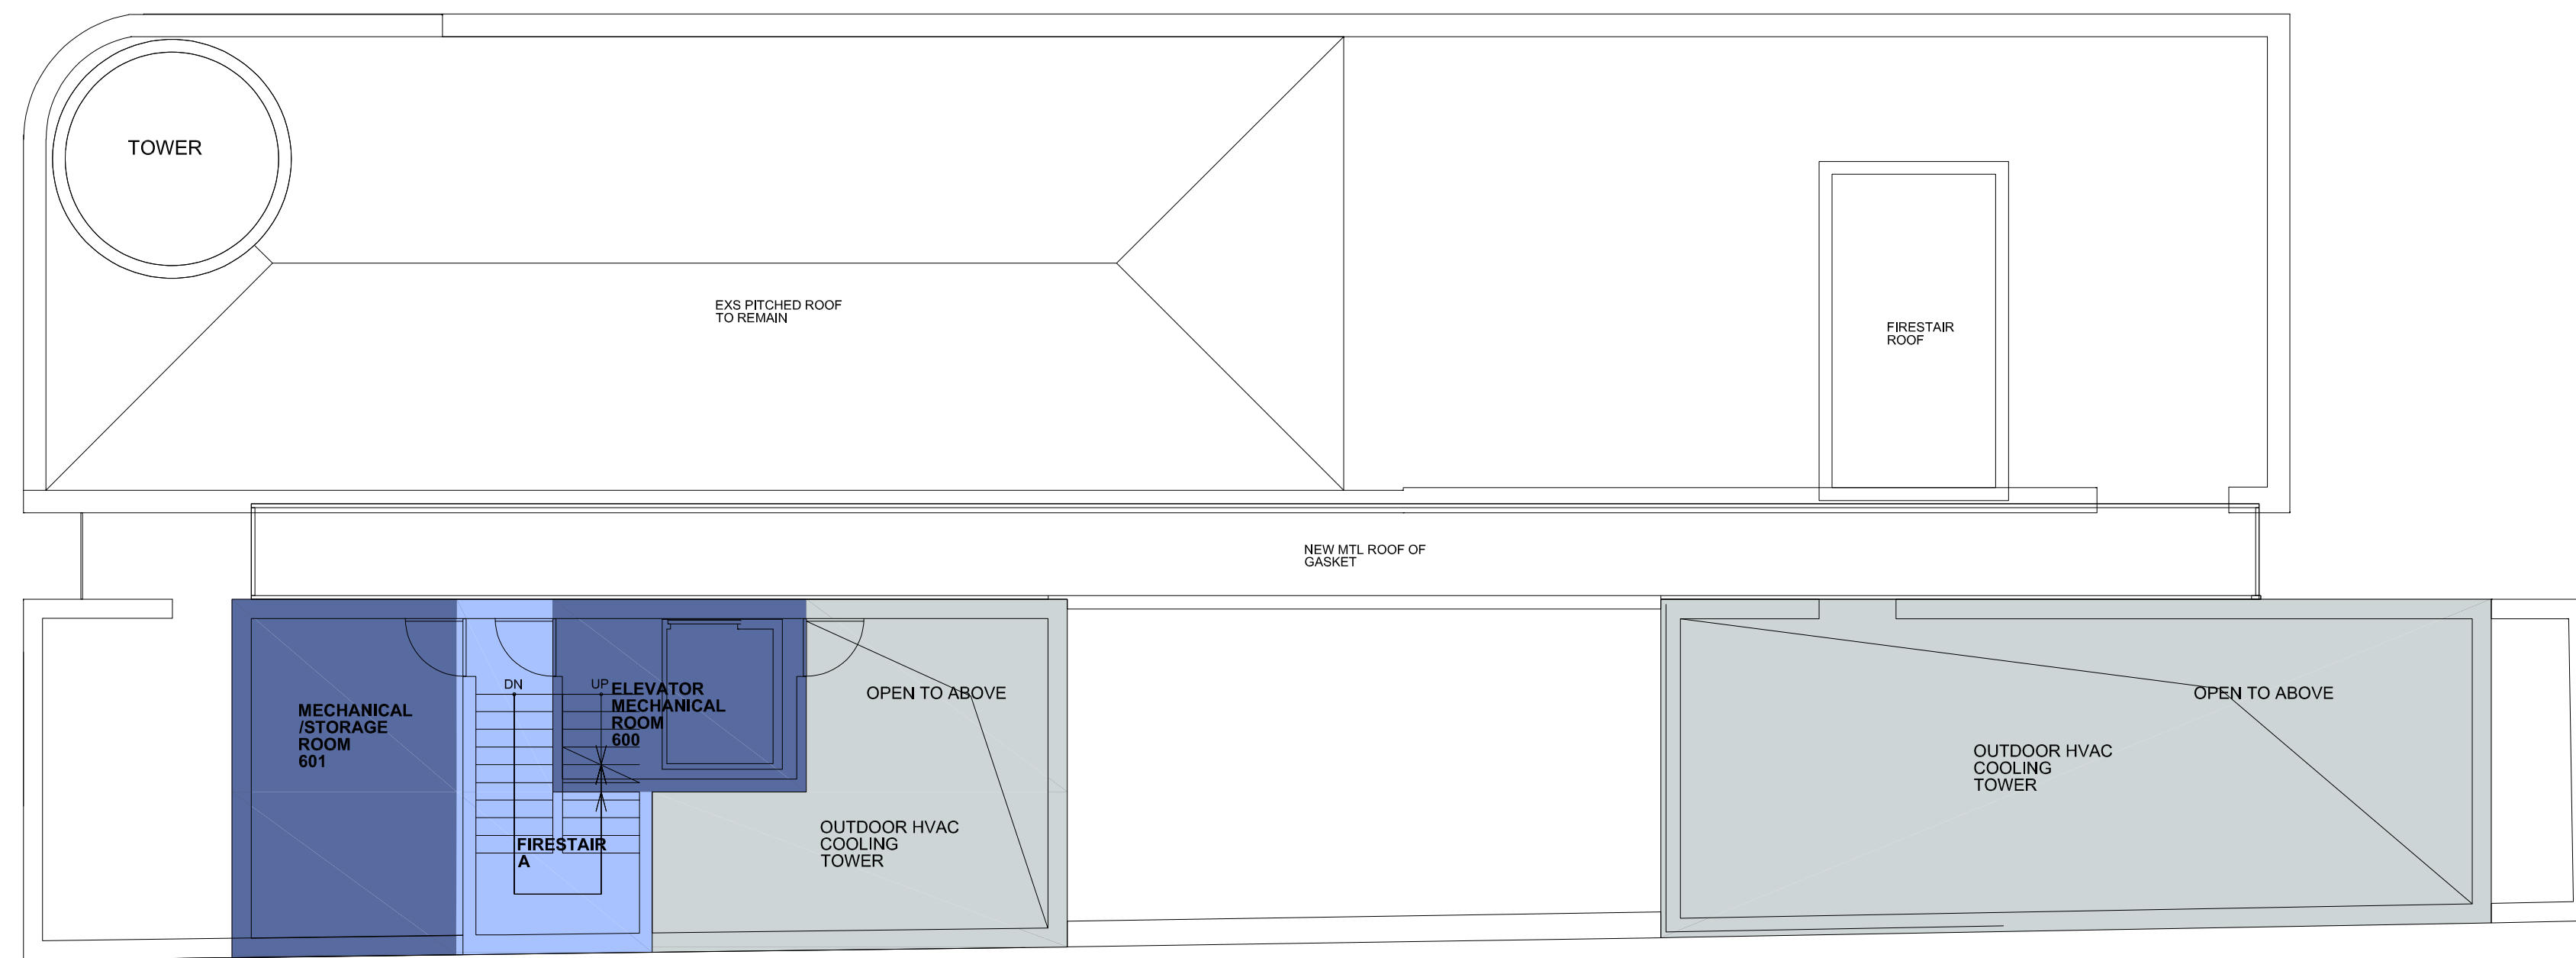 TOWER
EXS PITCHED ROOF
TO REMAIN
FIRESTAIR
ROOF
NEW MTL ROOF OF
GASKET
MECHANICAL
/STORAGE
ROOM
601
DN
UP
ELEVATOR
MECHANICAL
ROOM
600
FIRESTAIR
A
OPEN TO ABOVE
OUTDOOR HVAC
COOLING
TOWER
OPEN TO ABOVE
OUTDOOR HVAC
COOLING
TOWER